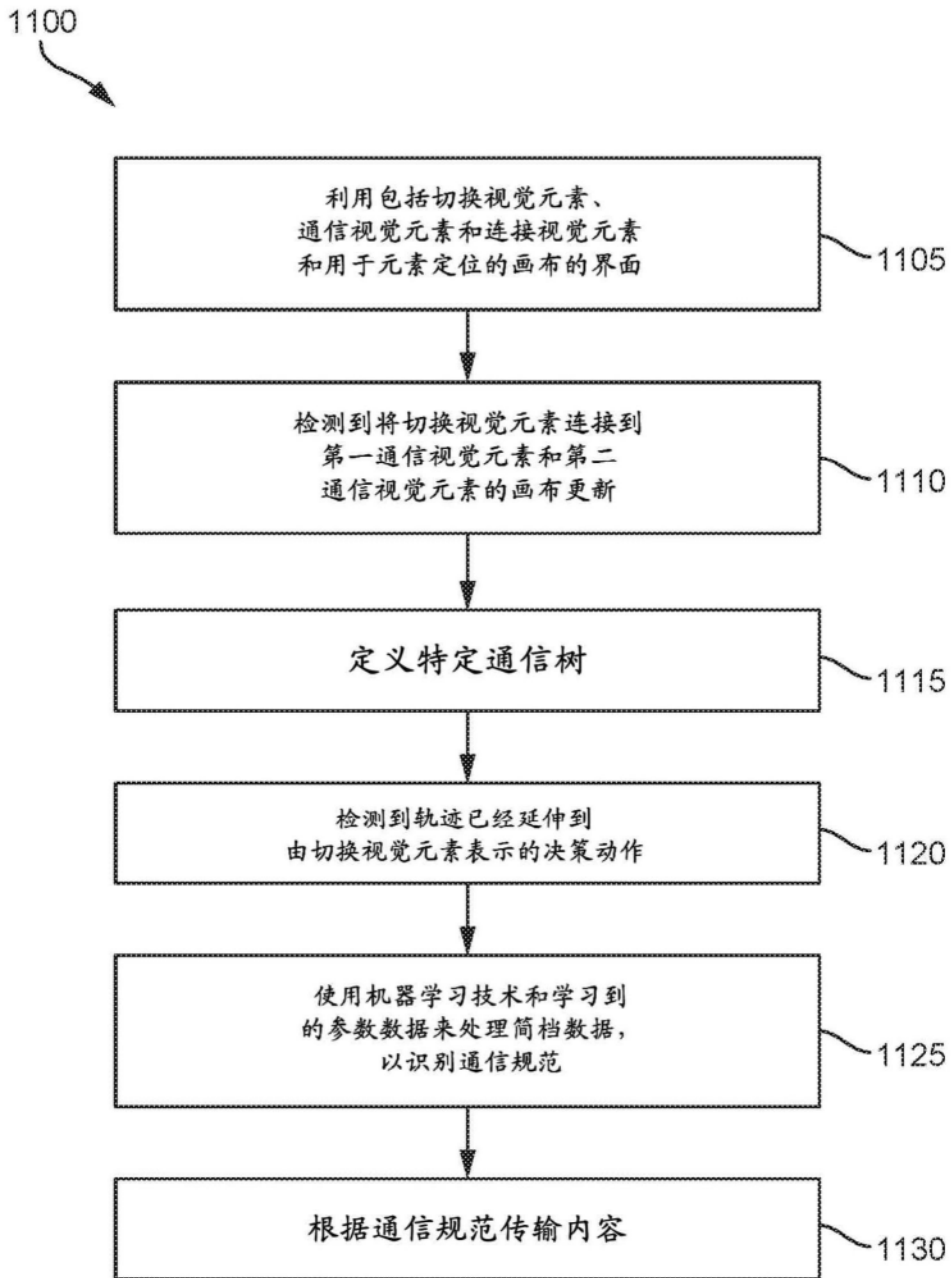 1100
利用包括切换视觉元素、
通信视觉元素和连接视觉元素
和用于元素定位的画布的界面
1105
检测到将切换视觉元素连接到
第一通信视觉元素和第二
通信视觉元素的画布更新
1110
定义特定通信树
1115
检测到轨迹已经延伸到
由切换视觉元素表示的决策动作
1120
使用机器学习技术和学习到
的参数数据来处理简档数据，
以识别通信规范
1125
根据通信规范传输内容
1130